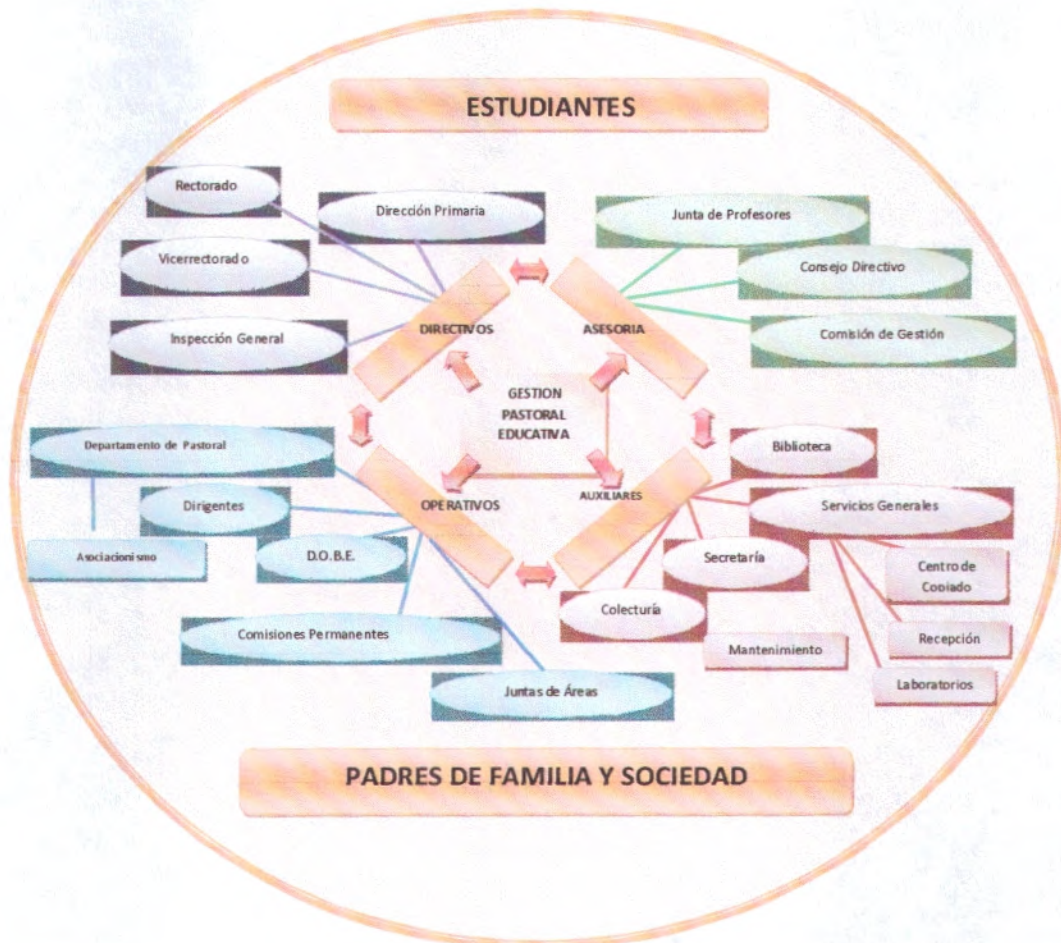 ESTUDIANTES
Rectorado
Dirección Primaria
Junta de Profesores
Vicerrectorado
Consejo Directivo
Inspección General
DIRECTIVOS
ASESORIA
Comisión de Gestión
GESTION
PASTORAL
EDUCATIVA
Departamento de Pastoral
Biblioteca
Dirigentes
OPERATIVOS
AUXILIARES
Servicios Generales
Asociacionismo
D.O.B.E.
Secretaría
Centro de
Copiado
Colecturía
Comisiones Permanentes
Mantenimiento
Recepción
Juntas de Áreas
Laboratorios
PADRES DE FAMILIA Y SOCIEDAD